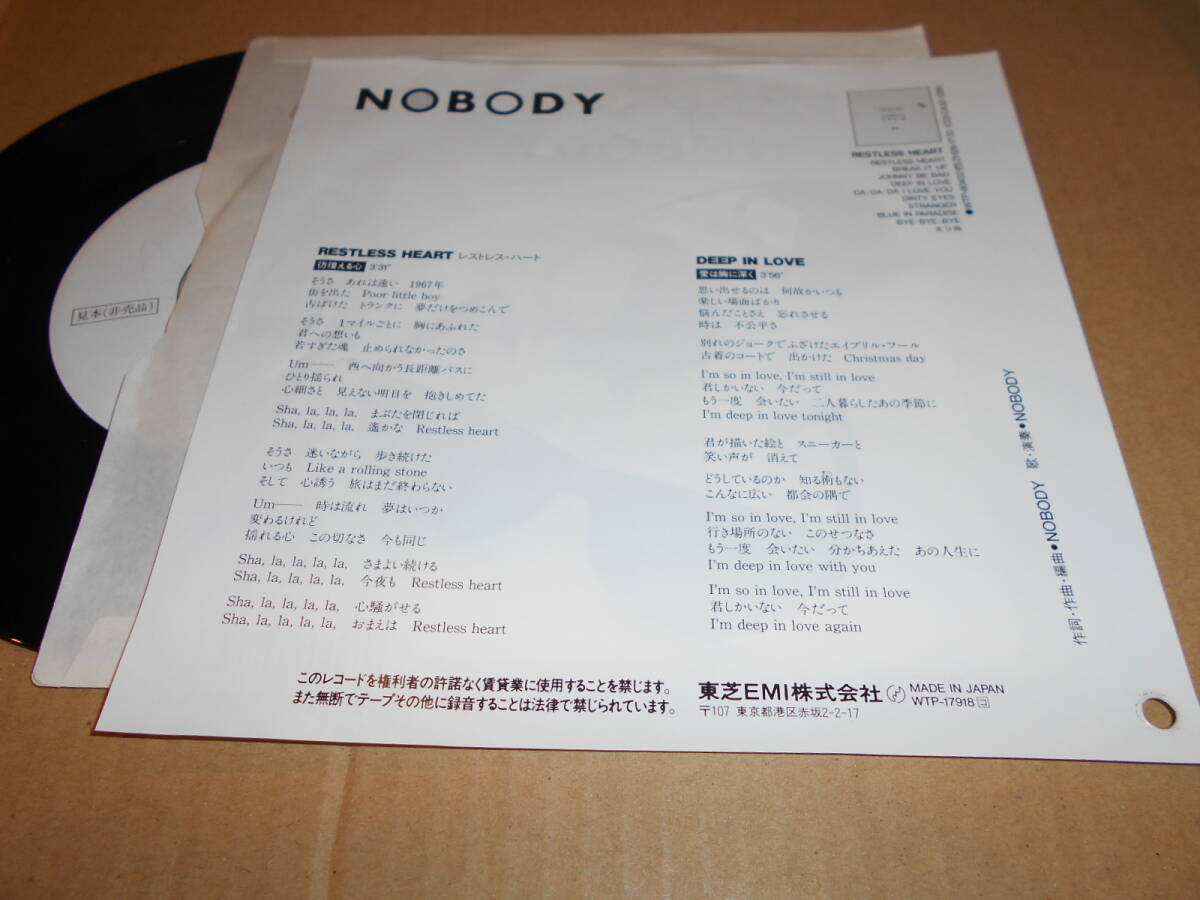 NOBODY
RESTLESS HEART
RESTLESS HEART
BREAK IT UP
JOHNNY BE BAD
DEEP IN LOVE
DA・DA・DA I LOVE YOU
DIRTY EYES
STRANGER
BLUE IN PARADISE
BYE・BYE・BYE
全9曲
見本(非売品)
RESTLESS HEART レストレス・ハート
彷徨える心 3'31"
そうさ あれは遠い 1967年
街を出た Poor little boy
古ぼけた トランクに 夢だけをつめこんで
そうさ 1マイルごとに 胸にあふれた
君への想いも
若すぎた魂 止められなかったのさ
Um—— 西へ向かう長距離バスに
ひとり揺られ
心細さと 見えない明日を 抱きしめてた
Sha, la, la, la, まぶたを閉じれば
Sha, la, la, la, 遙かな Restless heart
そうさ 迷いながら 歩き続けた
いつも Like a rolling stone
そして 心誘う 旅はまだ終わらない
Um—— 時は流れ 夢はいつか
変わるけれど
揺れる心 この切なさ 今も同じ
Sha, la, la, la, la, さまよい続ける
Sha, la, la, la, la, 今夜も Restless heart
Sha, la, la, la, la, 心騒がせる
Sha, la, la, la, la, おまえは Restless heart
DEEP IN LOVE
愛は胸に深く 3'56"
思い出せるのは 何故かいつも
楽しい場面ばかり
悩んだことさえ 忘れさせる
時は 不公平さ
別れのジョークでふざけたエイプリル・フール
古着のコートで 出かけた Christmas day
I'm so in love, I'm still in love
君しかいない 今だって
もう一度 会いたい 二人暮らしたあの季節に
I'm deep in love tonight
君が描いた絵と スニーカーと
笑い声が 消えて
どうしているのか 知る術もない
こんなに広い 都会の隅で
I'm so in love, I'm still in love
行き場所のない このせつなさ
もう一度 会いたい 分かちあえた あの人生に
I'm deep in love with you
I'm so in love, I'm still in love
君しかいない 今だって
I'm deep in love again
作詞・作曲・編曲●NOBODY 歌・演奏●NOBODY
このレコードを権利者の許諾なく賃貸業に使用することを禁じます。
また無断でテープその他に録音することは法律で禁じられています。
東芝EMI株式会社 MADE IN JAPAN
〒107 東京都港区赤坂2-2-17 WTP-17918